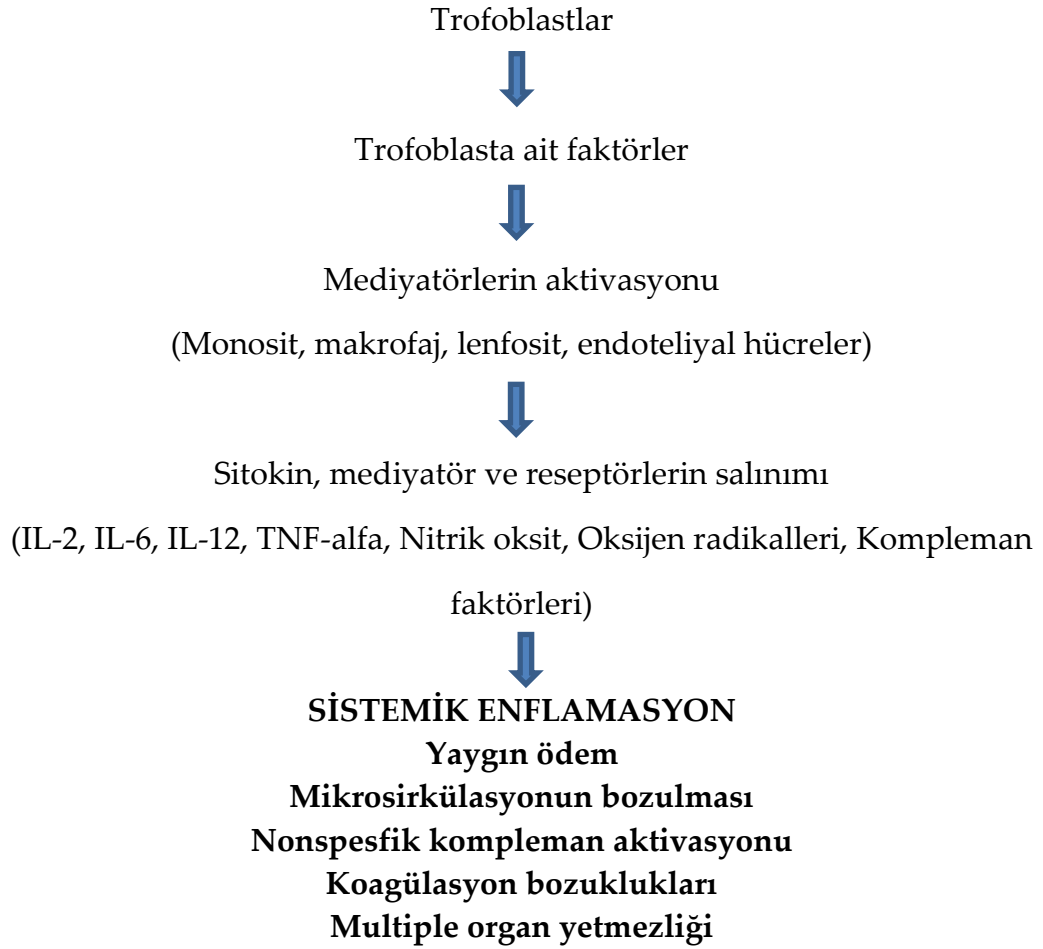 Trofoblastlar
Trofoblasta ait faktörler
Mediyatörlerin aktivasyonu
(Monosit, makrofaj, lenfosit, endoteliyal hücreler)
Sitokin, mediyatör ve reseptörlerin salınımı
(IL-2, IL-6, IL-12, TNF-alfa, Nitrik oksit, Oksijen radikalleri, Kompleman
faktörleri)
SİSTEMİK ENFLAMASYON
Yaygın ödem
Mikrosirkülasyonun bozulması
Nonspesfik kompleman aktivasyonu
Koagülasyon bozuklukları
Multiple organ yetmezliği